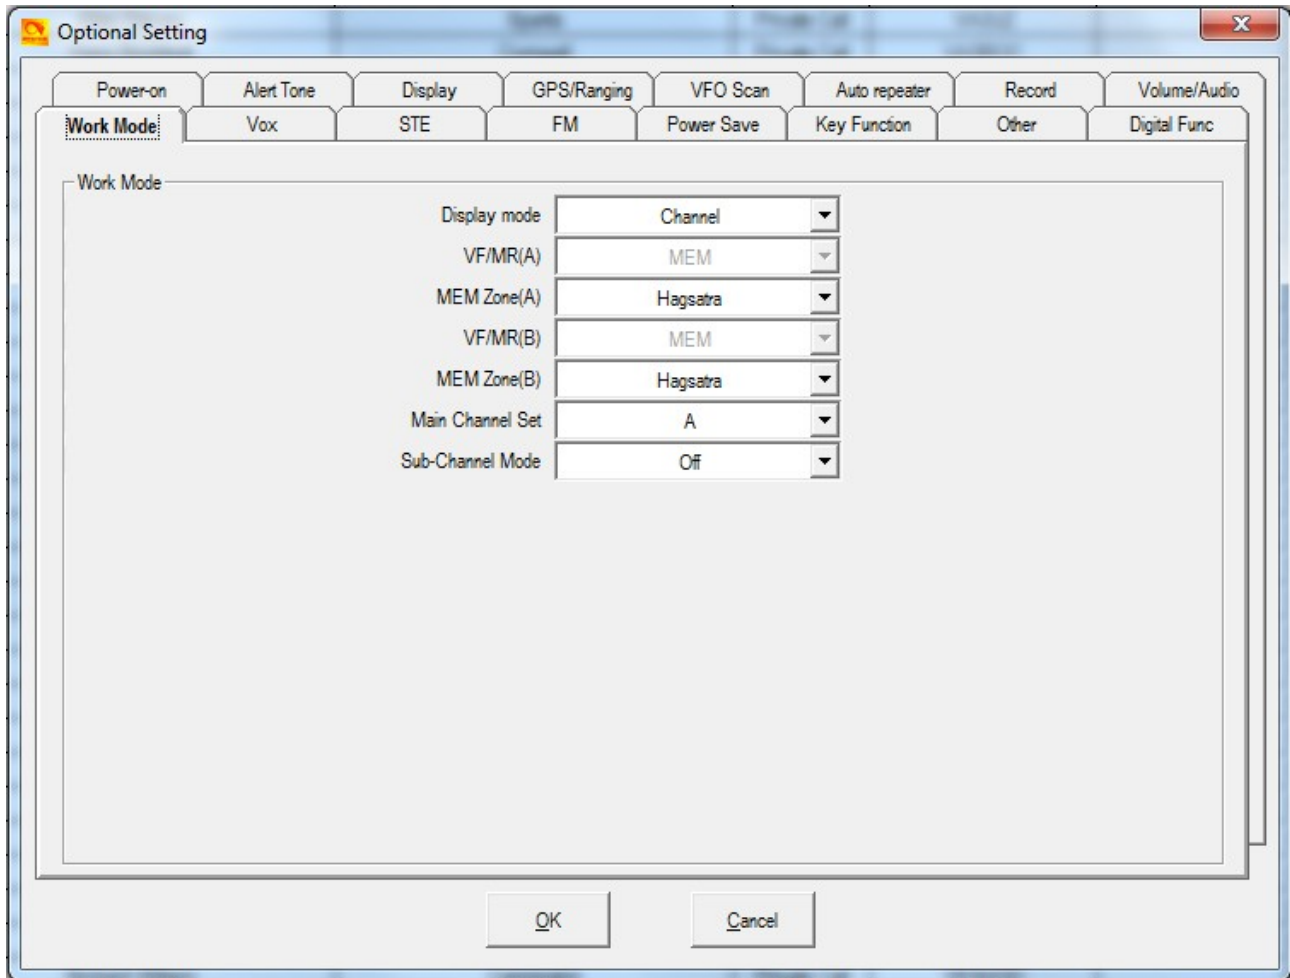 Optional Setting
Power-on Alert Tone Display GPS/Ranging VFO Scan Auto repeater Record Volume/Audio
Work Mode Vox STE FM Power Save Key Function Other Digital Func
Work Mode
Display mode Channel
VF/MR(A) MEM
MEM Zone(A) Hagsatra
VF/MR(B) MEM
MEM Zone(B) Hagsatra
Main Channel Set A
Sub-Channel Mode Off
OK Cancel